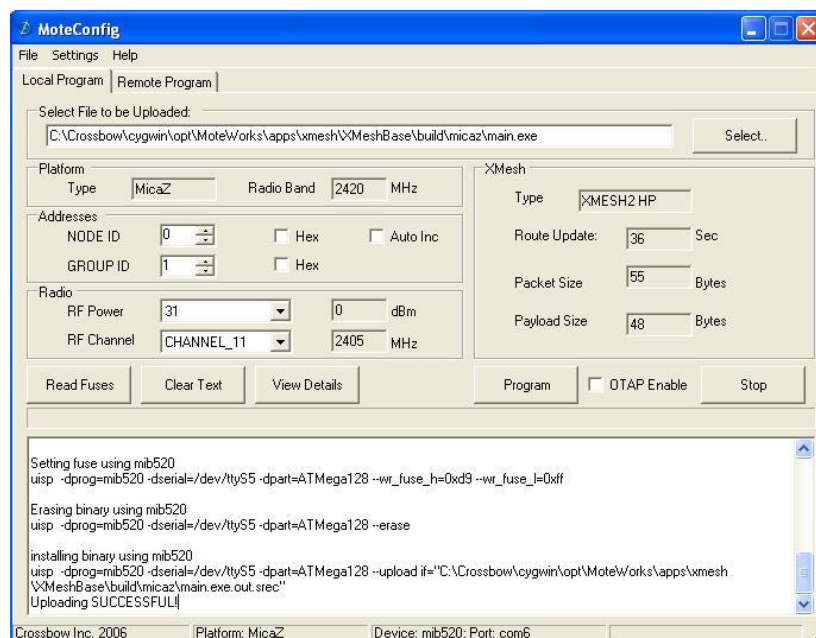 MoteConfig
File Settings Help
Local Program Remote Program
Select File to be Uploaded:
C:\Crossbow\cygwin\opt\MoteWorks\apps\xmesh\XMeshBase\build\micaz\main.exe Select..
Platform
Type MicaZ Radio Band 2420 MHz
Addresses
NODE ID 0 Hex Auto Inc
GROUP ID 1 Hex
Radio
RF Power 31 0 dBm
RF Channel CHANNEL_11 2405 MHz
XMesh
Type XMESH2 HP
Route Update: 36 Sec
Packet Size 55 Bytes
Payload Size 48 Bytes
Read Fuses Clear Text View Details Program OTAP Enable Stop
Setting fuse using mib520
uisp -dprog=mib520 -dserial=/dev/ttyS5 -dpart=ATMega128 --wr_fuse_h=0xd9 --wr_fuse_l=0xff
Erasing binary using mib520
uisp -dprog=mib520 -dserial=/dev/ttyS5 -dpart=ATMega128 --erase
installing binary using mib520
uisp -dprog=mib520 -dserial=/dev/ttyS5 -dpart=ATMega128 --upload if="C:\Crossbow\cygwin\opt\MoteWorks\apps\xmesh
\XMeshBase\build\micaz\main.exe.out.srec"
Uploading SUCCESSFUL!
Crossbow Inc. 2006 Platform: MicaZ Device: mib520: Port: com6